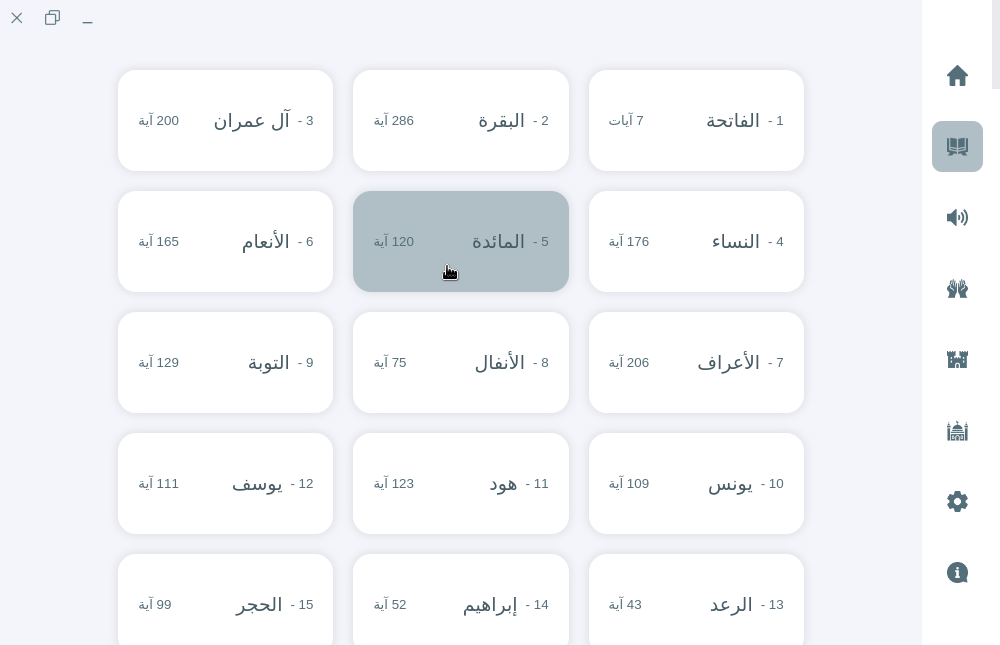 1 - الفاتحة 7 آيات
2 - البقرة 286 آية
3 - آل عمران 200 آية
4 - النساء 176 آية
5 - المائدة 120 آية
6 - الأنعام 165 آية
7 - الأعراف 206 آية
8 - الأنفال 75 آية
9 - التوبة 129 آية
10 - يونس 109 آية
11 - هود 123 آية
12 - يوسف 111 آية
13 - الرعد 43 آية
14 - إبراهيم 52 آية
15 - الحجر 99 آية